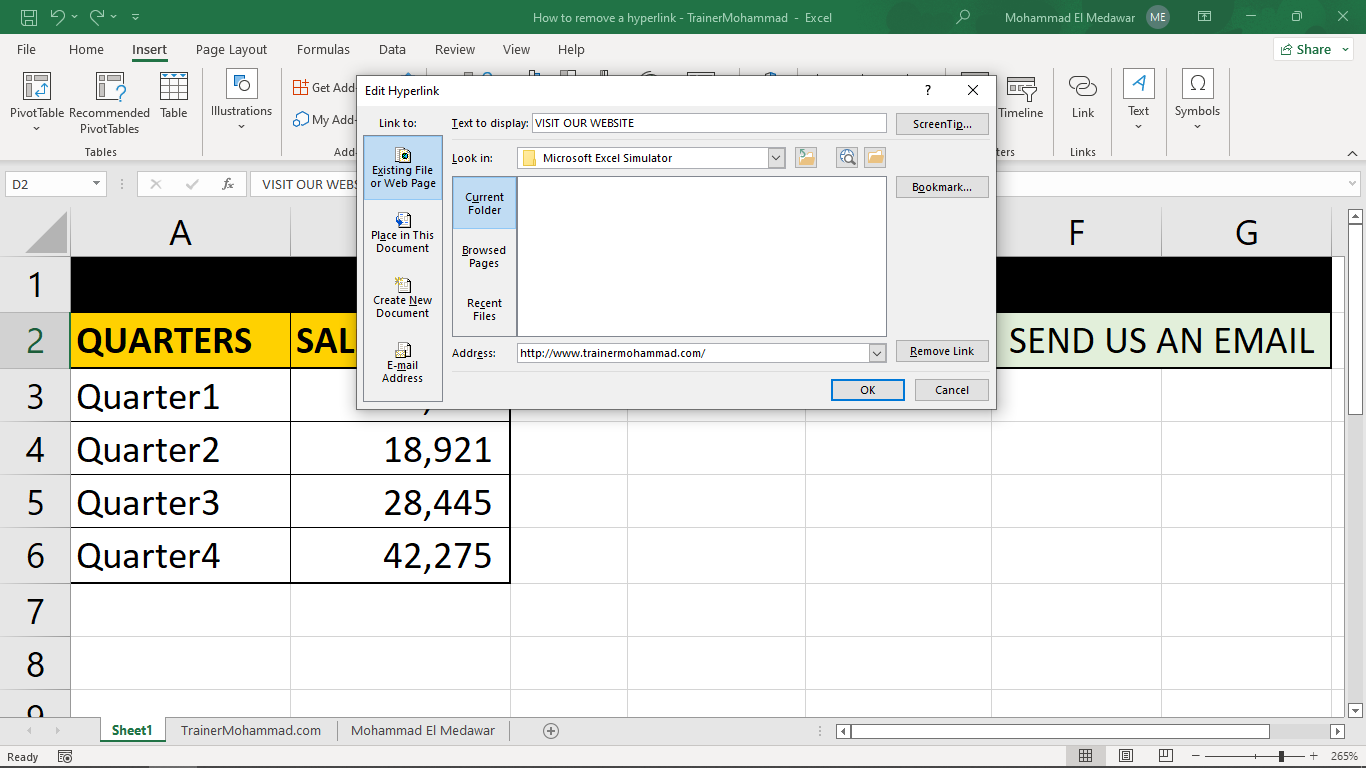 How to remove a hyperlink - TrainerMohammad - Excel
Mohammad El Medawar ME
File Home Insert Page Layout Formulas Data Review View Help Share
PivotTable
Recommended PivotTables
Table
Tables
Illustrations
Get Add-
My Add-
Add-
Timeline
Link
Links
Text
Symbols
Edit Hyperlink ?
Link to:
Text to display: VISIT OUR WEBSITE ScreenTip...
Existing File or Web Page
Place in This Document
Create New Document
E-mail Address
Look in: Microsoft Excel Simulator
Bookmark...
Current Folder
Browsed Pages
Recent Files
Address: http://www.trainermohammad.com/ Remove Link
OK Cancel
D2 fx VISIT OUR WEBS
A F G
1
2 QUARTERS SAL SEND US AN EMAIL
3 Quarter1
4 Quarter2 18,921
5 Quarter3 28,445
6 Quarter4 42,275
7
8
9
Sheet1 TrainerMohammad.com Mohammad El Medawar
Ready 265%